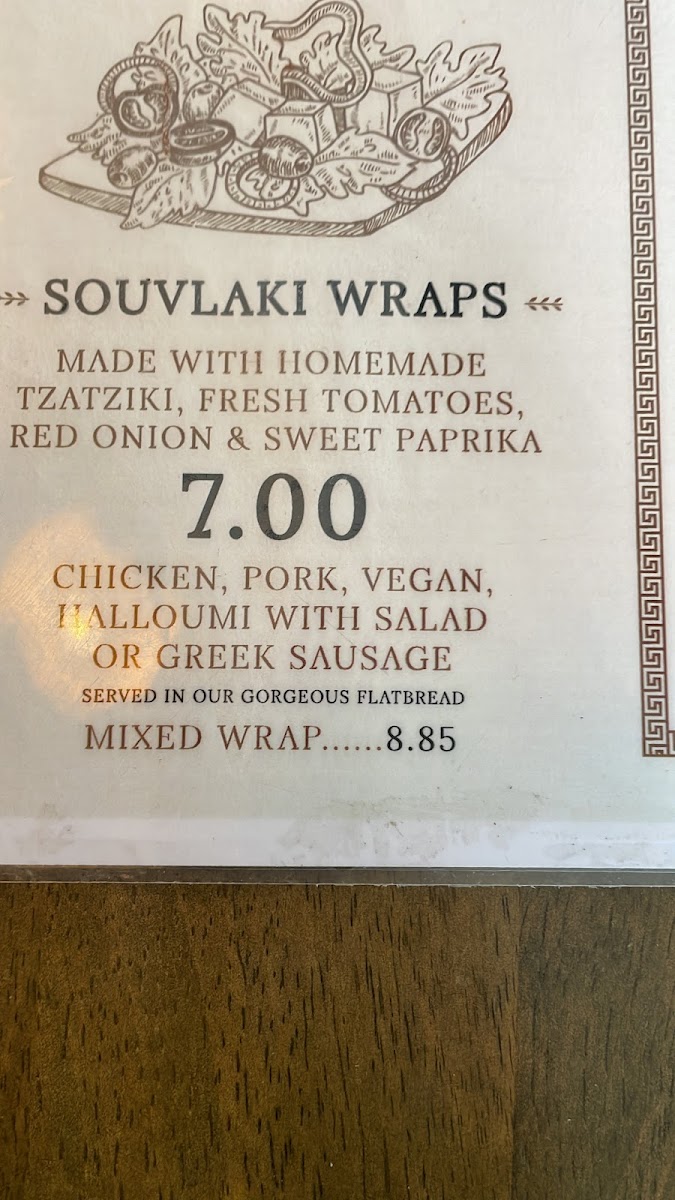 SOUVLAKI WRAPS
MADE WITH HOMEMADE
TZATZIKI, FRESH TOMATOES,
RED ONION & SWEET PAPRIKA
7.00
CHICKEN, PORK, VEGAN,
HALLOUMI WITH SALAD
OR GREEK SAUSAGE
SERVED IN OUR GORGEOUS FLATBREAD
MIXED WRAP......8.85